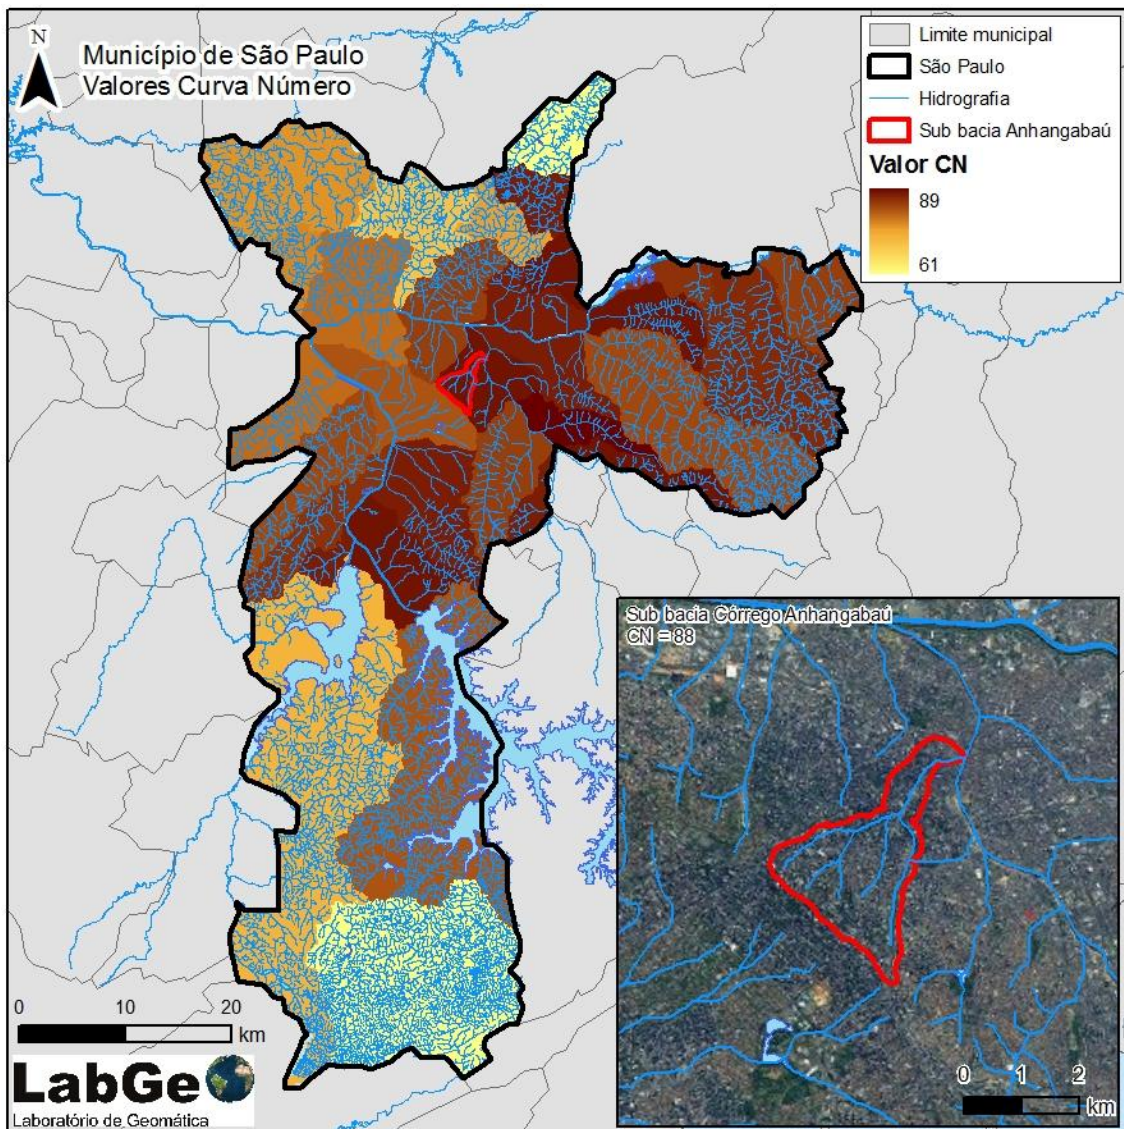 N
Município de São Paulo
Valores Curva Número
Limite municipal
São Paulo
Hidrografia
Sub bacia Anhangabaú
Valor CN
89
61
Sub bacia Córrego Anhangabaú
CN = 88
0 1 2
km
0 10 20
km
LabGe
Laboratório de Geomática